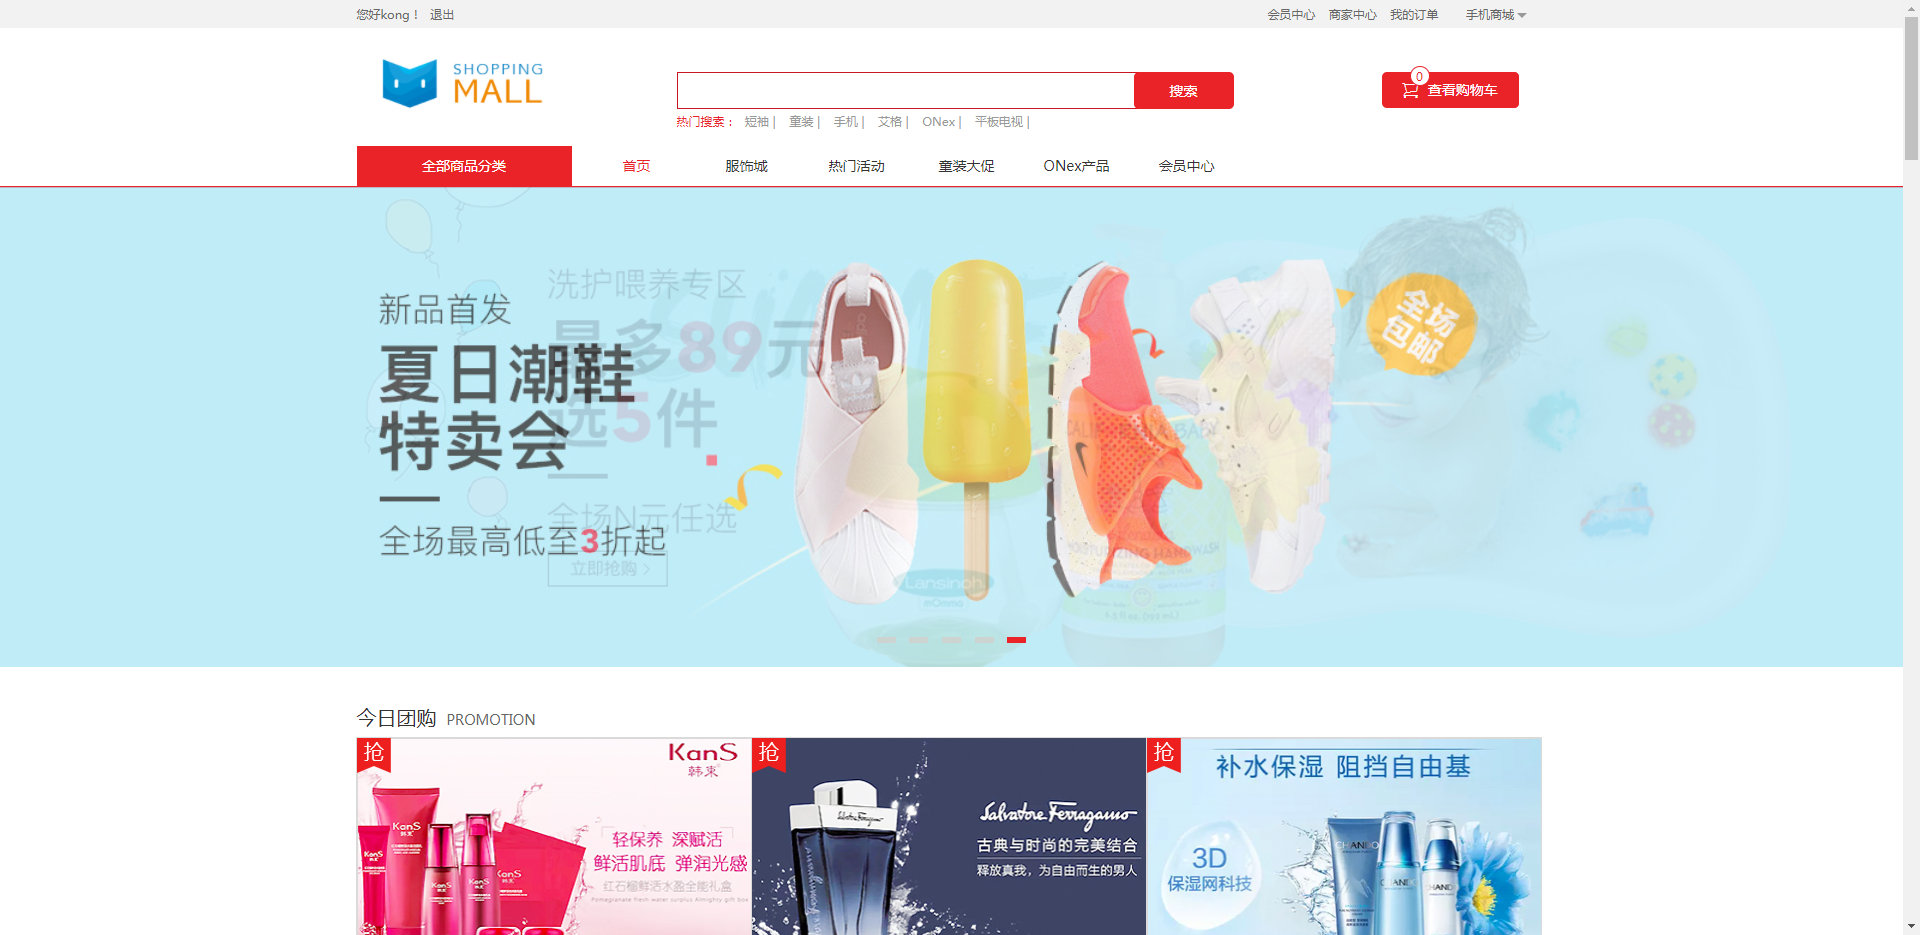 您好kong！ 退出
会员中心 商家中心 我的订单 手机商城
SHOPPING
MALL
搜索
0
查看购物车
热门搜索： 短袖 | 童装 | 手机 | 艾格 | ONex | 平板电视 |
全部商品分类 首页 服饰城 热门活动 童装大促 ONex产品 会员中心
洗护喂养专区
新品首发
最多89元
夏日潮鞋
选5件
特卖会
全场N元任选
全场最高低至3折起
立即抢购 >
全场
包邮
Lansinoh
mOmma
今日团购 PROMOTION
抢
KanS
韩束
轻保养 深赋活
鲜活肌底 弹润光感
红石榴鲜活水盈全能礼盒
Pomegranate fresh water surplus Almighty gift box
抢
Salvatore Ferragamo
古典与时尚的完美结合
释放真我，为自由而生的男人
抢
补水保湿 阻挡自由基
3D
保湿网科技
CHANDO